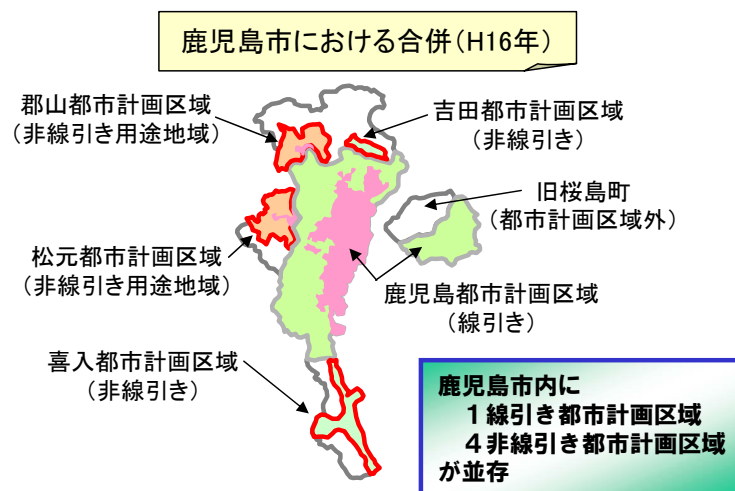 鹿児島市における合併(H16年)
郡山都市計画区域
(非線引き用途地域)
吉田都市計画区域
(非線引き)
旧桜島町
(都市計画区域外)
松元都市計画区域
(非線引き用途地域)
鹿児島都市計画区域
(線引き)
喜入都市計画区域
(非線引き)
鹿児島市内に
１線引き都市計画区域
４非線引き都市計画区域
が並存